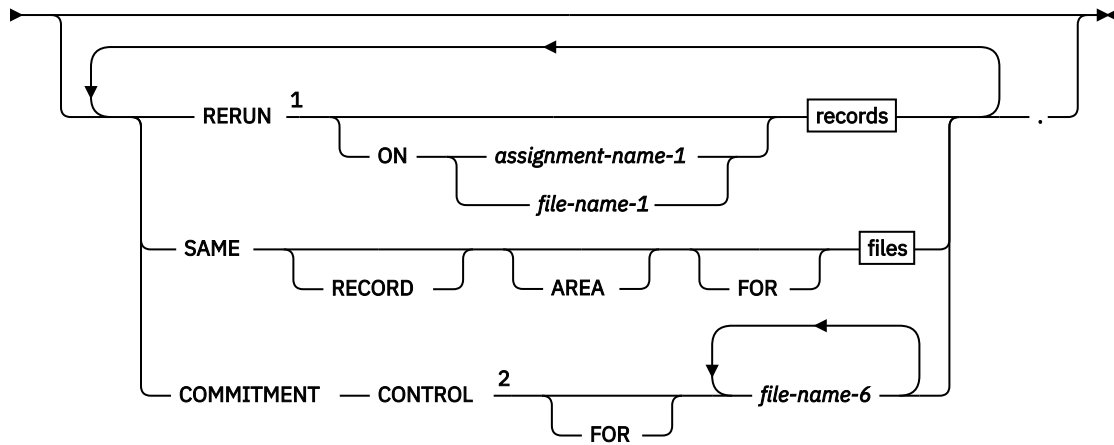 RERUN 1 records .
ON assignment-name-1
file-name-1
SAME files
RECORD AREA FOR
COMMITMENT CONTROL 2 file-name-6
FOR